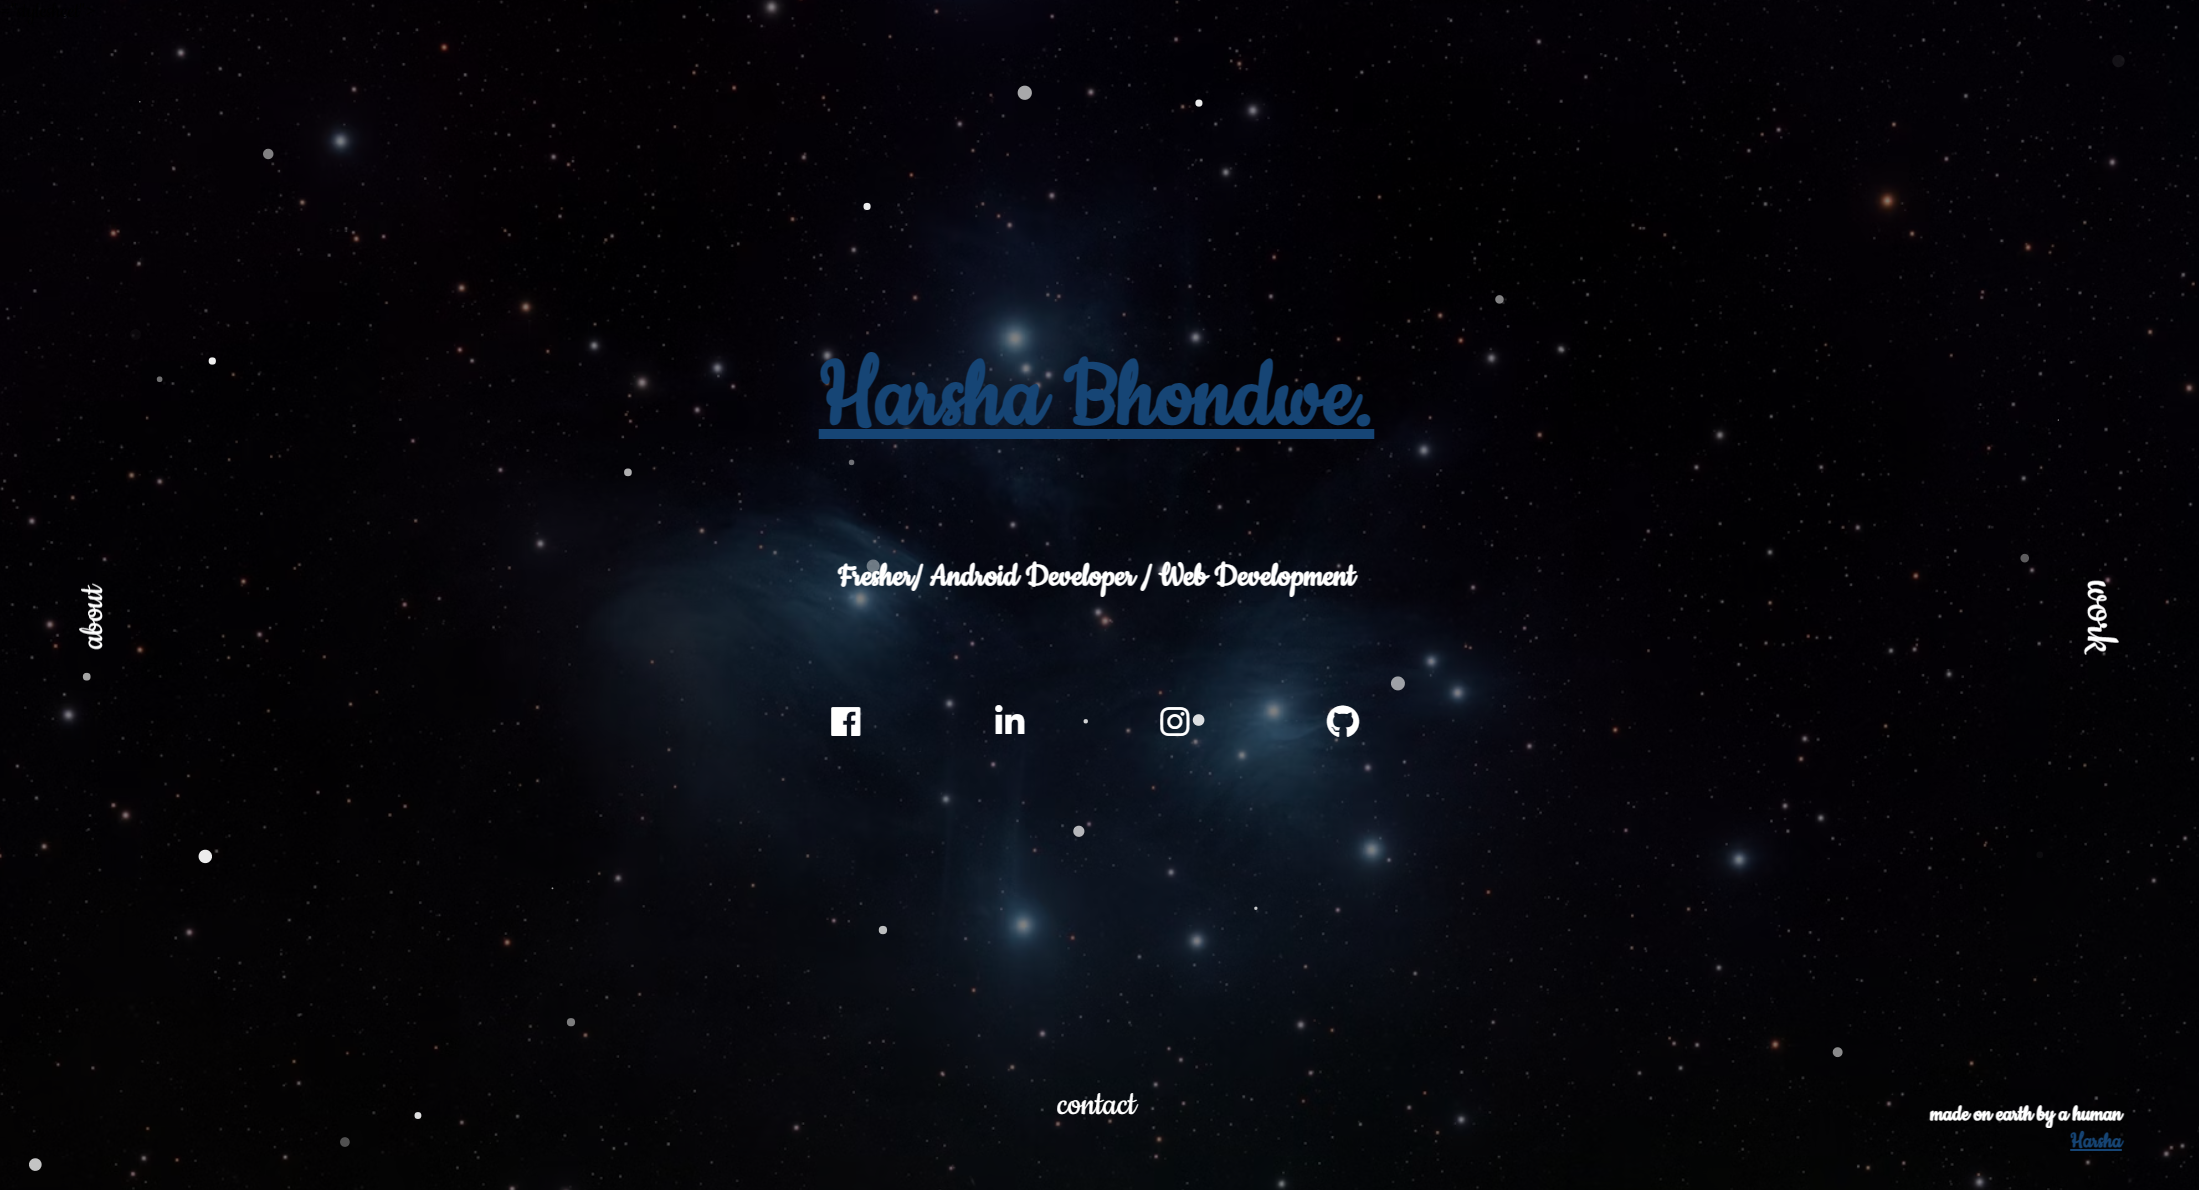 Harsha Bhondwe.
Fresher/ Android Developer / Web Development
about
work
contact
made on earth by a human
Harsha